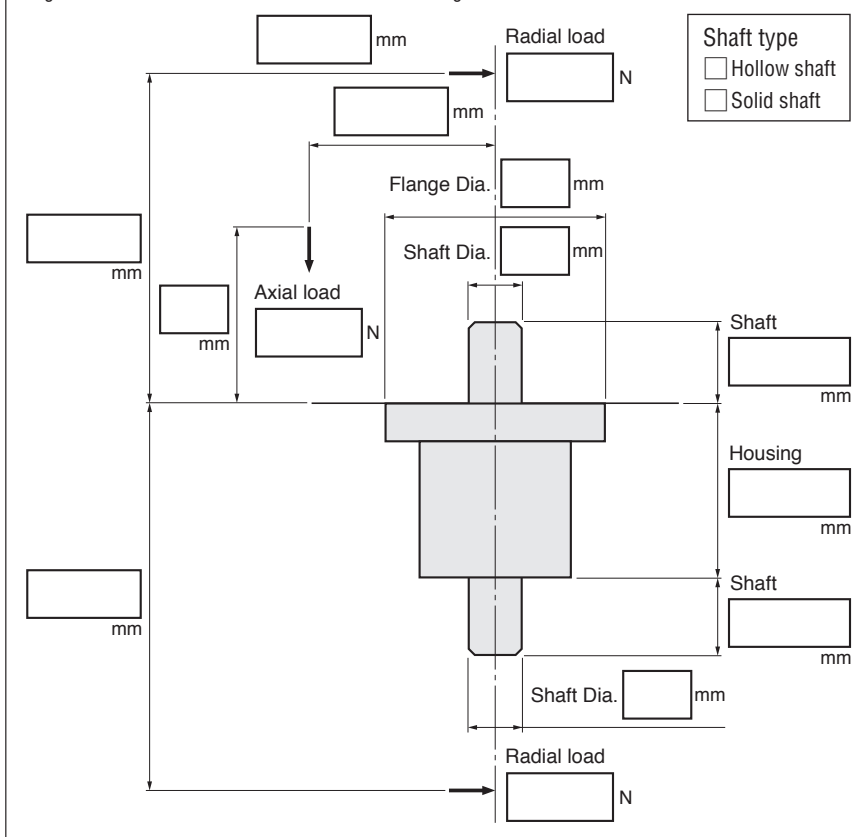 mm
Radial load
N
Shaft type
Hollow shaft
Solid shaft
mm
Flange Dia.
mm
mm
Shaft Dia.
mm
Axial load
N
mm
Shaft
mm
Housing
mm
mm
Shaft
mm
Shaft Dia.
mm
Radial load
N